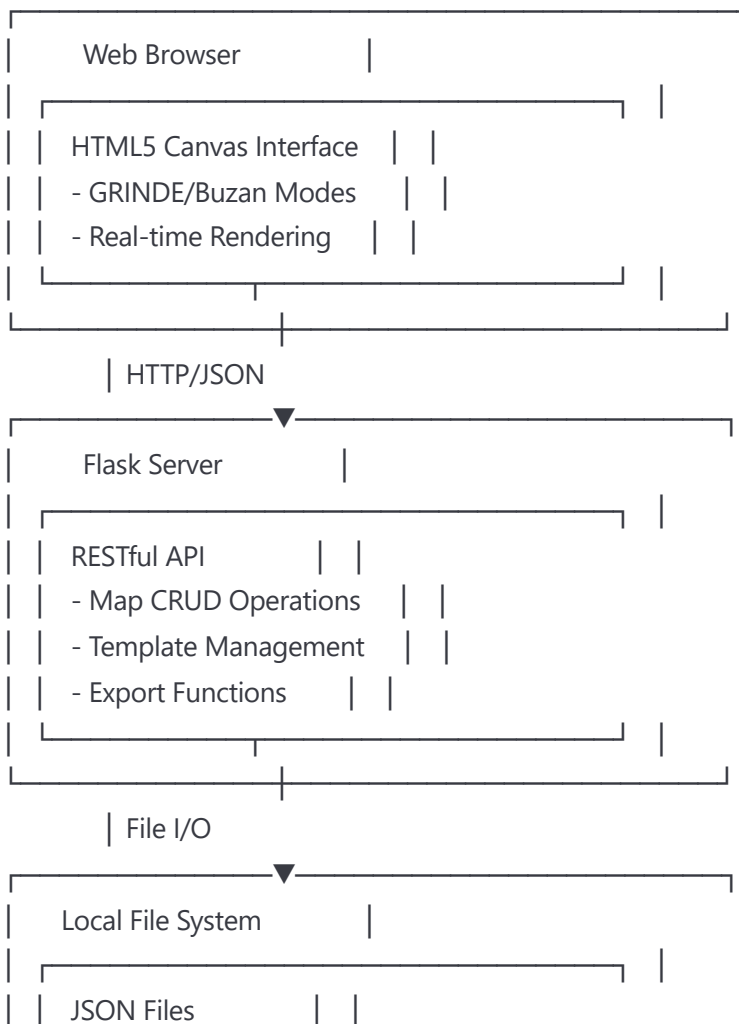 Web Browser
HTML5 Canvas Interface
- GRINDE/Buzan Modes
- Real-time Rendering
HTTP/JSON
Flask Server
RESTful API
- Map CRUD Operations
- Template Management
- Export Functions
File I/O
Local File System
JSON Files